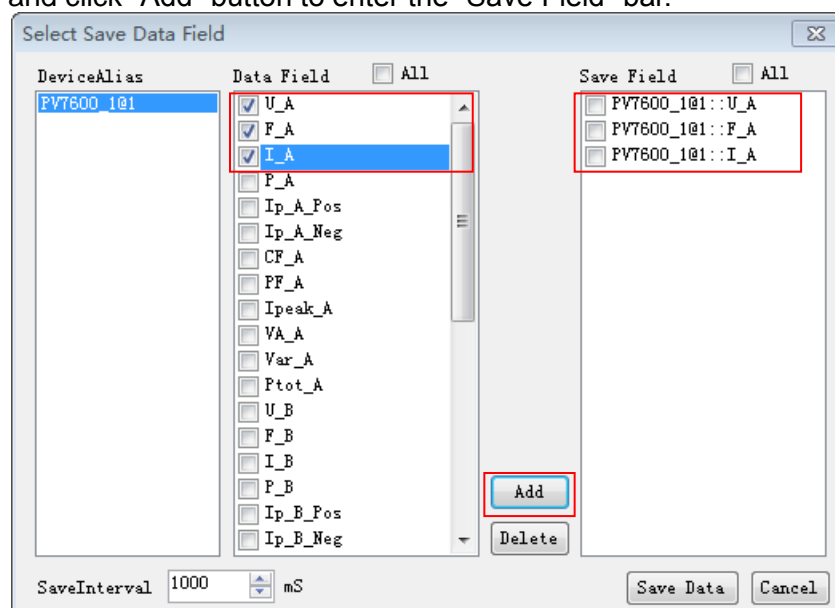 and click "Add" button to enter the "Save Field" bar.
Select Save Data Field
DeviceAlias
Data Field
All
Save Field
All
PV7600_1@1
U_A
F_A
I_A
P_A
Ip_A_Pos
Ip_A_Neg
CF_A
PF_A
Ipeak_A
VA_A
Var_A
Ptot_A
U_B
F_B
I_B
P_B
Ip_B_Pos
Ip_B_Neg
PV7600_1@1::U_A
PV7600_1@1::F_A
PV7600_1@1::I_A
Add
Delete
SaveInterval 1000 mS
Save Data
Cancel